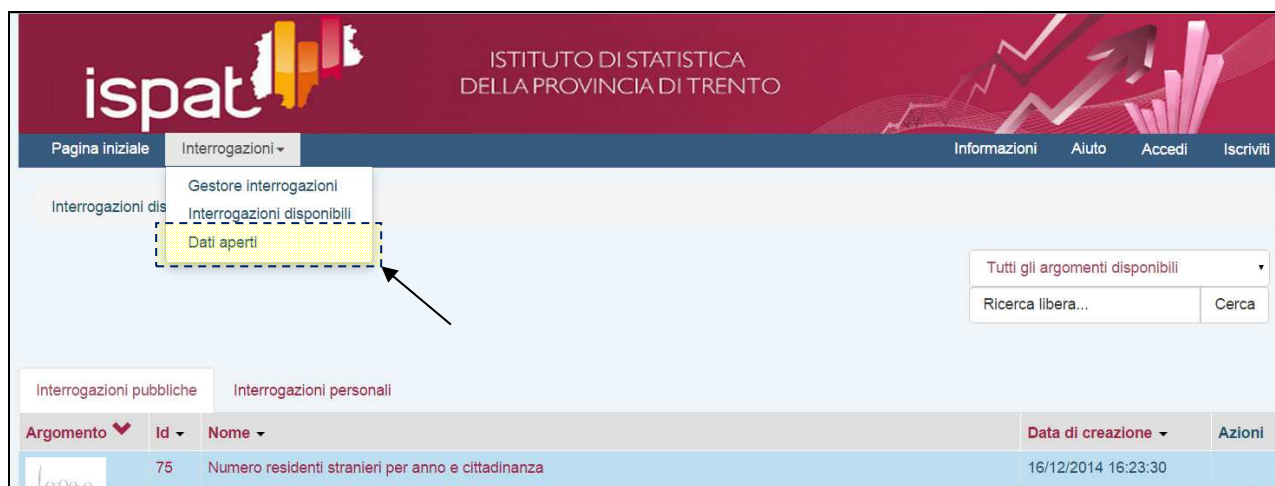 ispat
ISTITUTO DI STATISTICA
DELLA PROVINCIA DI TRENTO
Pagina iniziale Interrogazioni Informazioni Aiuto Accedi Iscriviti
Gestore interrogazioni
Interrogazioni dis
Interrogazioni disponibili
Dati aperti
Tutti gli argomenti disponibili
Ricerca libera... Cerca
Interrogazioni pubbliche Interrogazioni personali
Argomento Id Nome Data di creazione Azioni
75 Numero residenti stranieri per anno e cittadinanza 16/12/2014 16:23:30